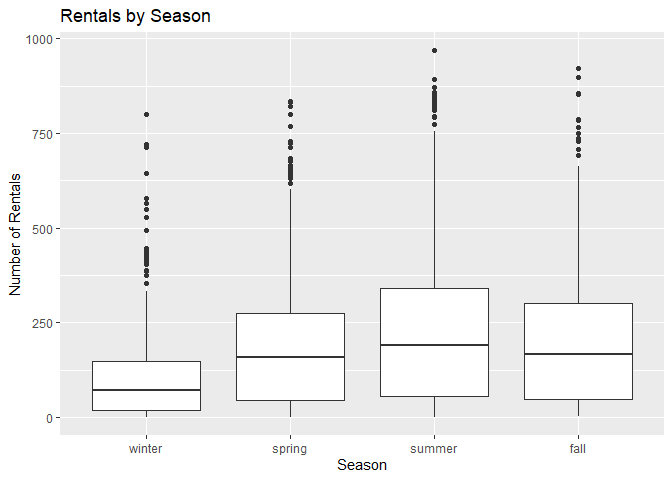 Rentals by Season
Number of Rentals
1000
750
500
250
0
winter spring summer fall
Season